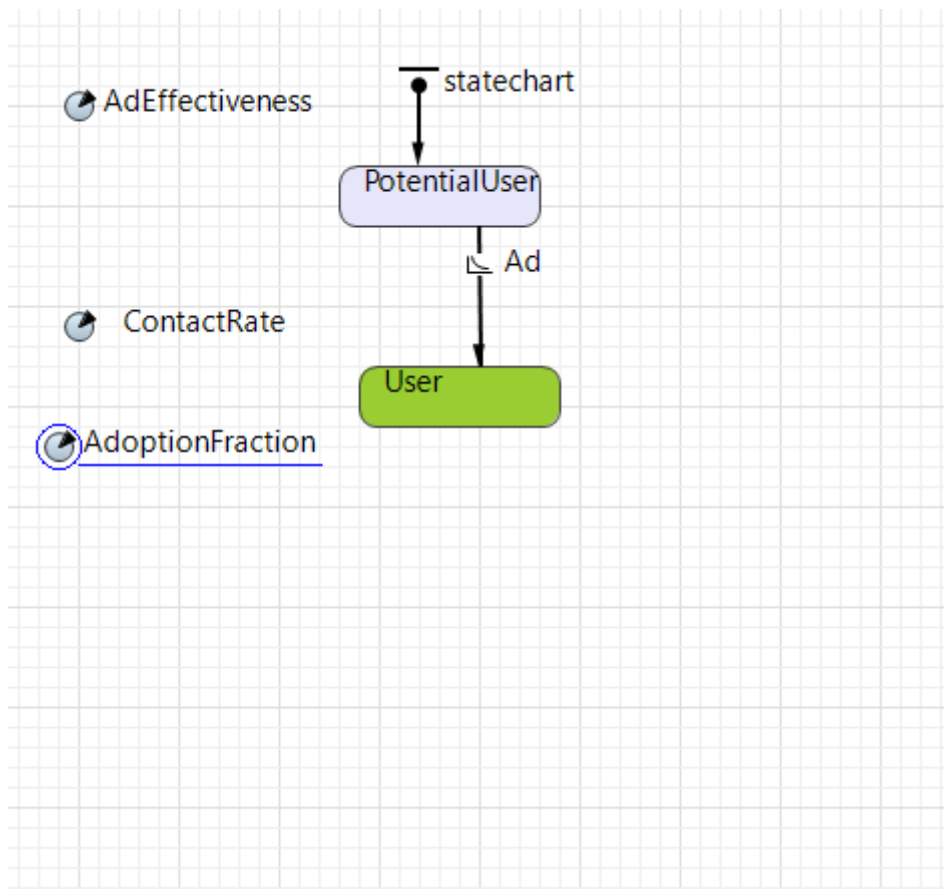 statechart
AdEffectiveness
PotentialUser
Ad
ContactRate
User
AdoptionFraction